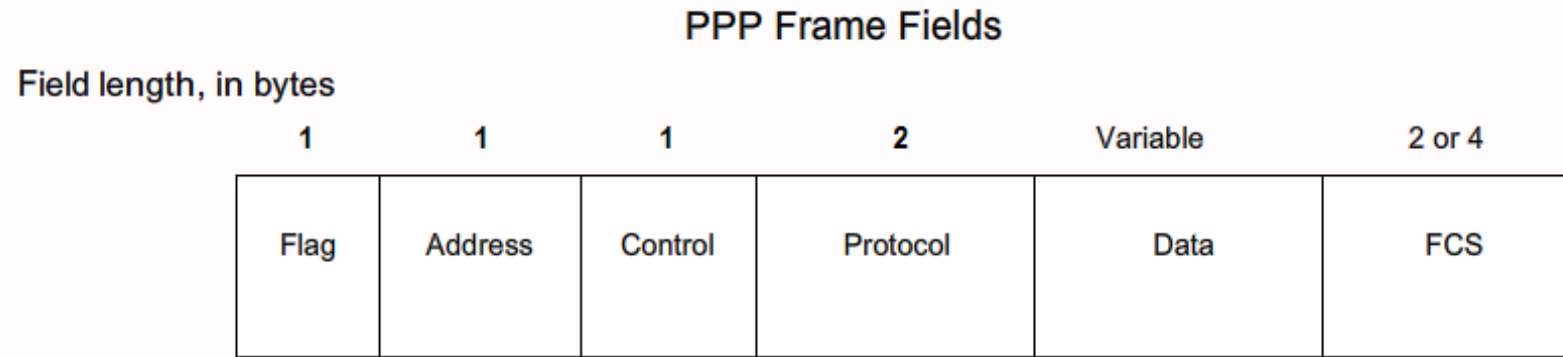 PPP Frame Fields
Field length, in bytes
1 1 1 2 Variable 2 or 4
Flag Address Control Protocol Data FCS